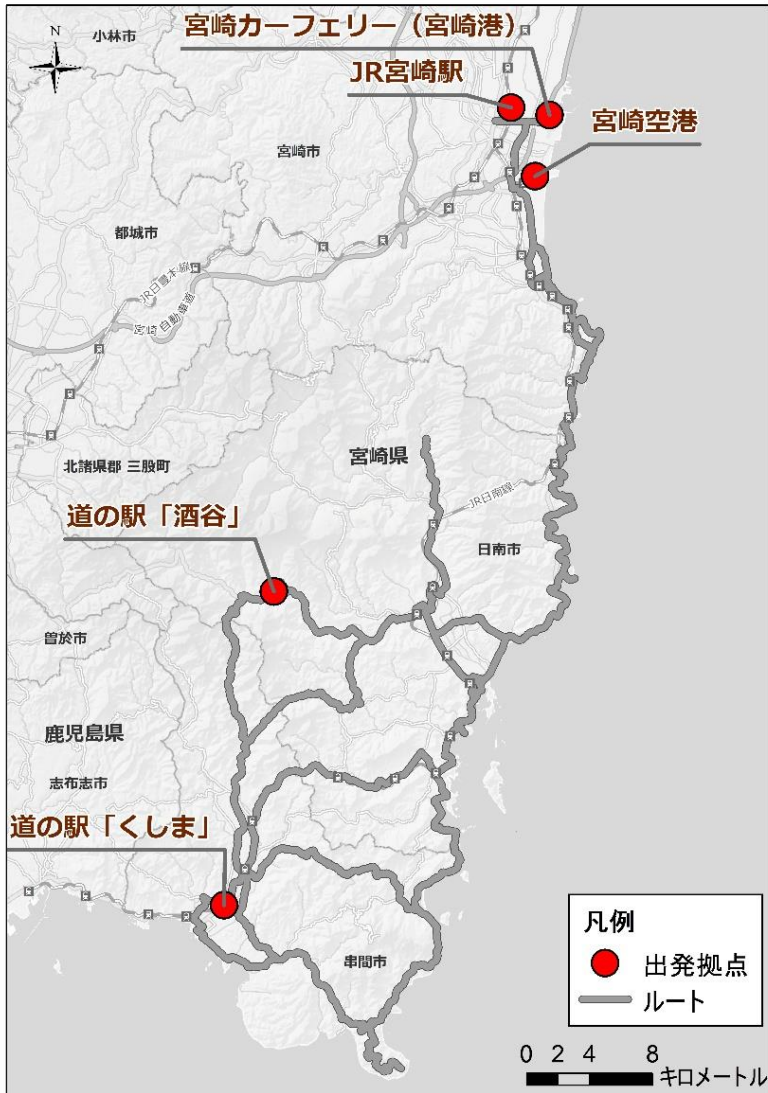 宮崎カーフェリー（宮崎港）
N
小林市
JR宮崎駅
宮崎空港
宮崎市
都城市
JR日豊本線
宮崎自動車道
宮崎県
北諸県郡 三股町
JR日南線
道の駅「酒谷」
日南市
曽於市
鹿児島県
志布志市
道の駅「くしま」
串間市
凡例
出発拠点
ルート
0 2 4 8
キロメートル